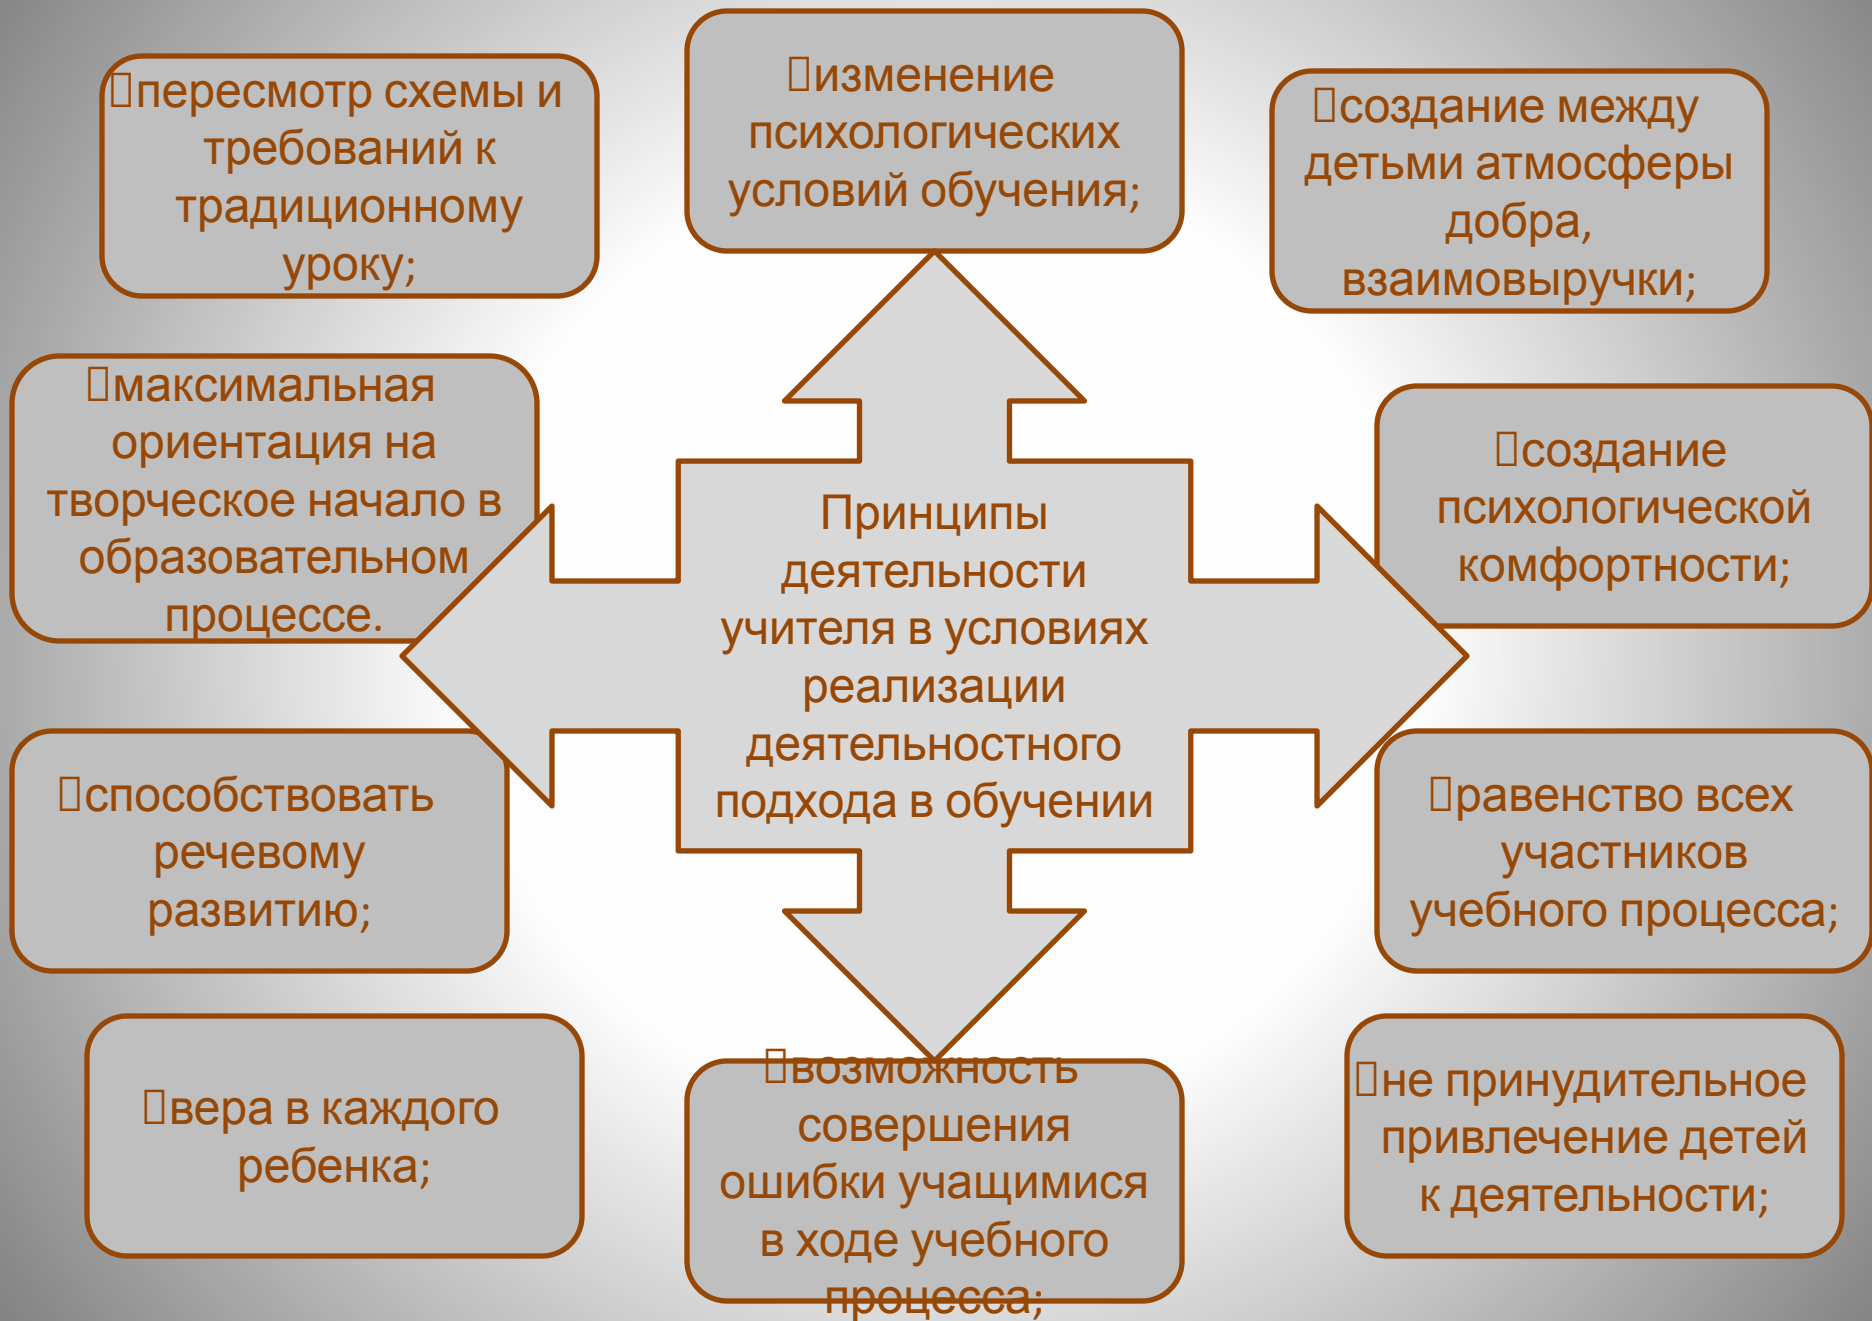 пересмотр схемы и
требований к
традиционному
уроку;
изменение
психологических
условий обучения;
создание между
детьми атмосферы
добра,
взаимовыручки;
максимальная
ориентация на
творческое начало в
образовательном
процессе.
Принципы
деятельности
учителя в условиях
реализации
деятельностного
подхода в обучении
создание
психологической
комфортности;
способствовать
речевому
развитию;
равенство всех
участников
учебного процесса;
вера в каждого
ребенка;
возможность
совершения
ошибки учащимися
в ходе учебного
процесса;
не принудительное
привлечение детей
к деятельности;